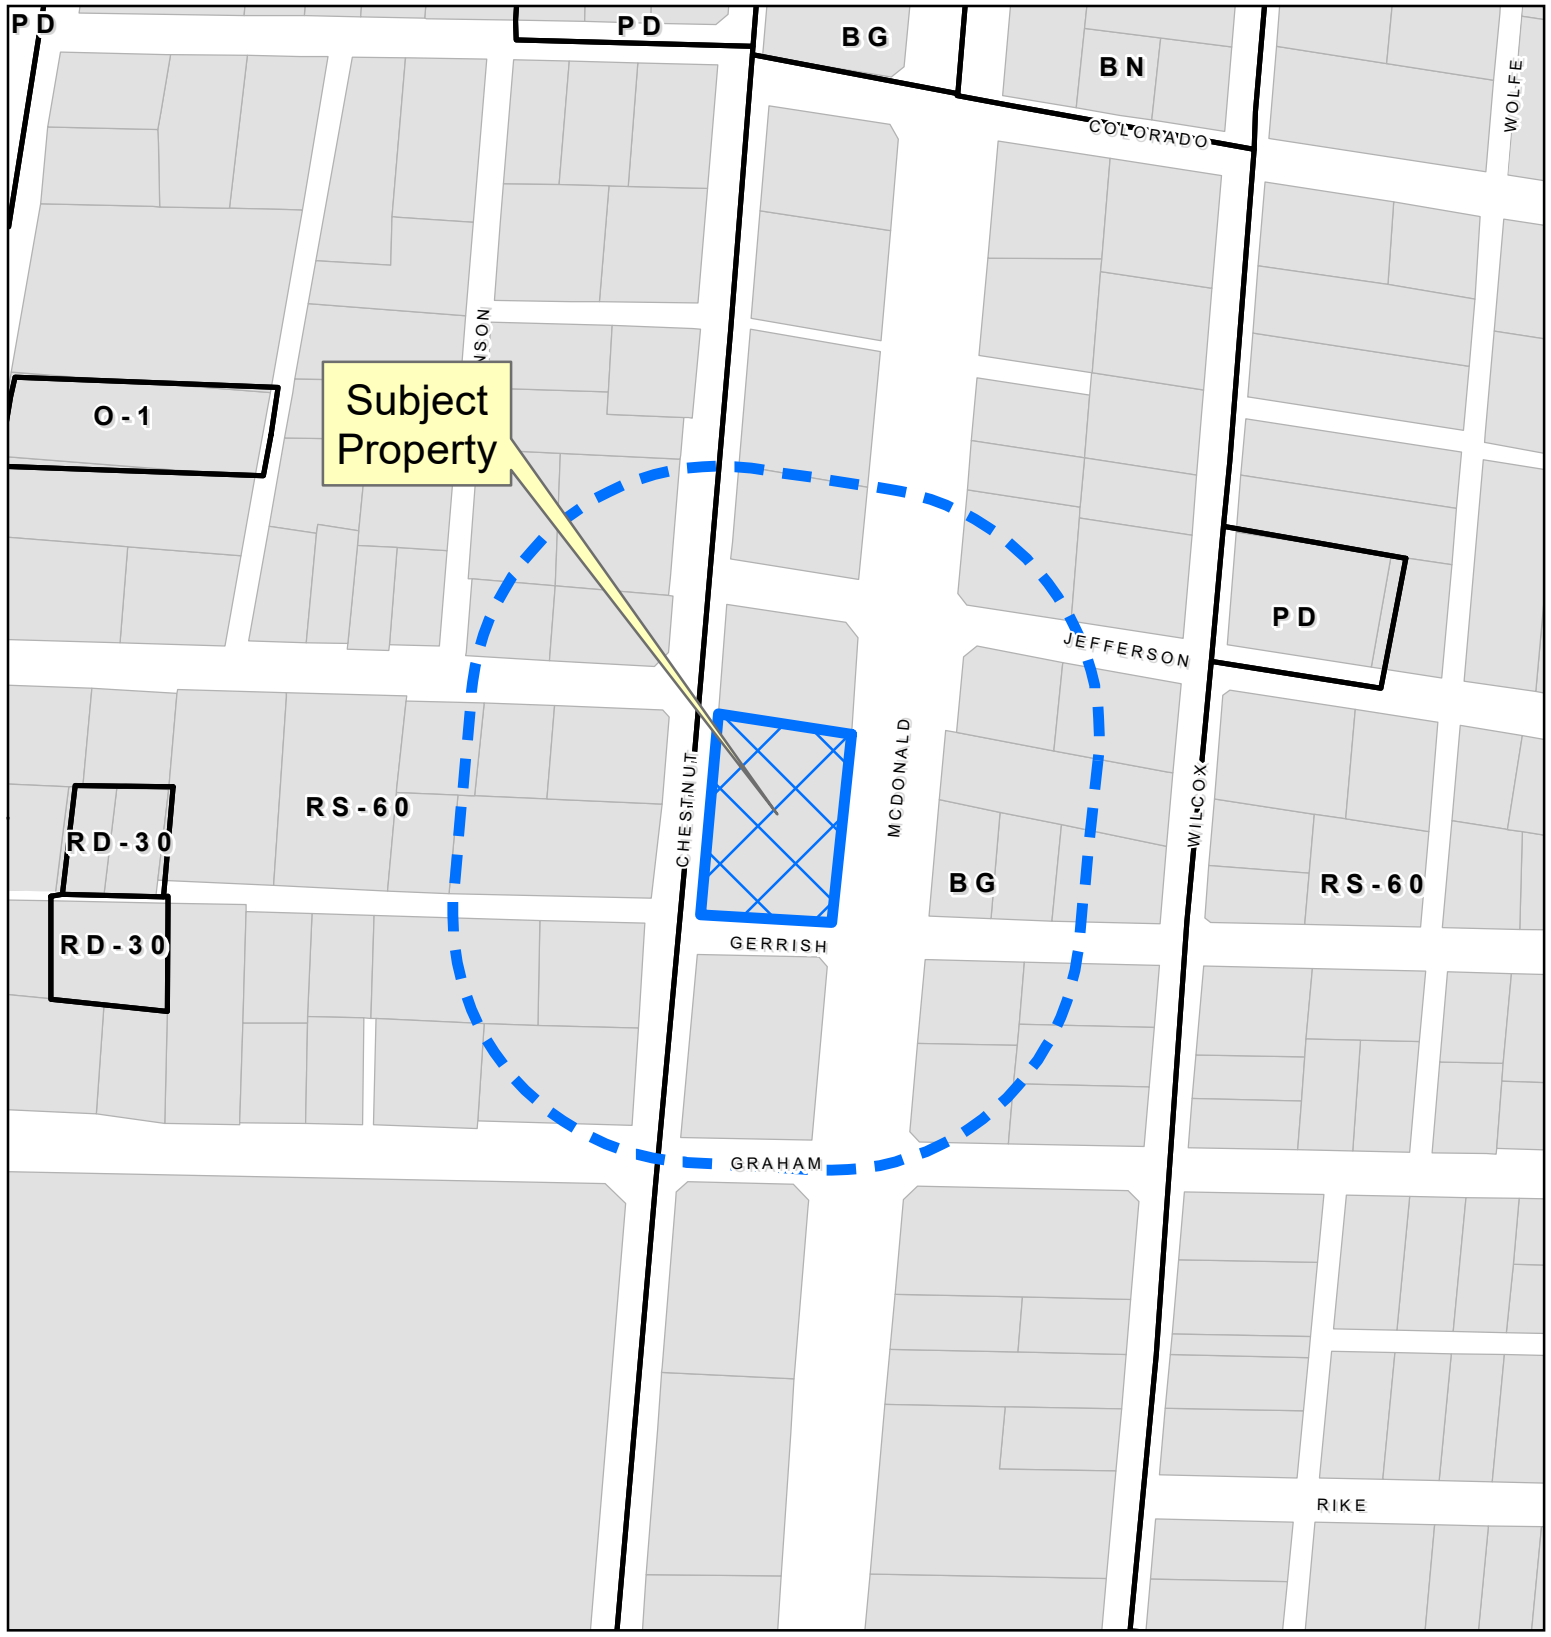 PD
PD
BG
BN
WOLFE
COLORADO
NSON
Subject
Property
O-1
PD
JEFFERSON
MCDONALD
CHESTNUT
WILCOX
RS-60
RD-30
BG
RS-60
RD-30
GERRISH
GRAHAM
RIKE